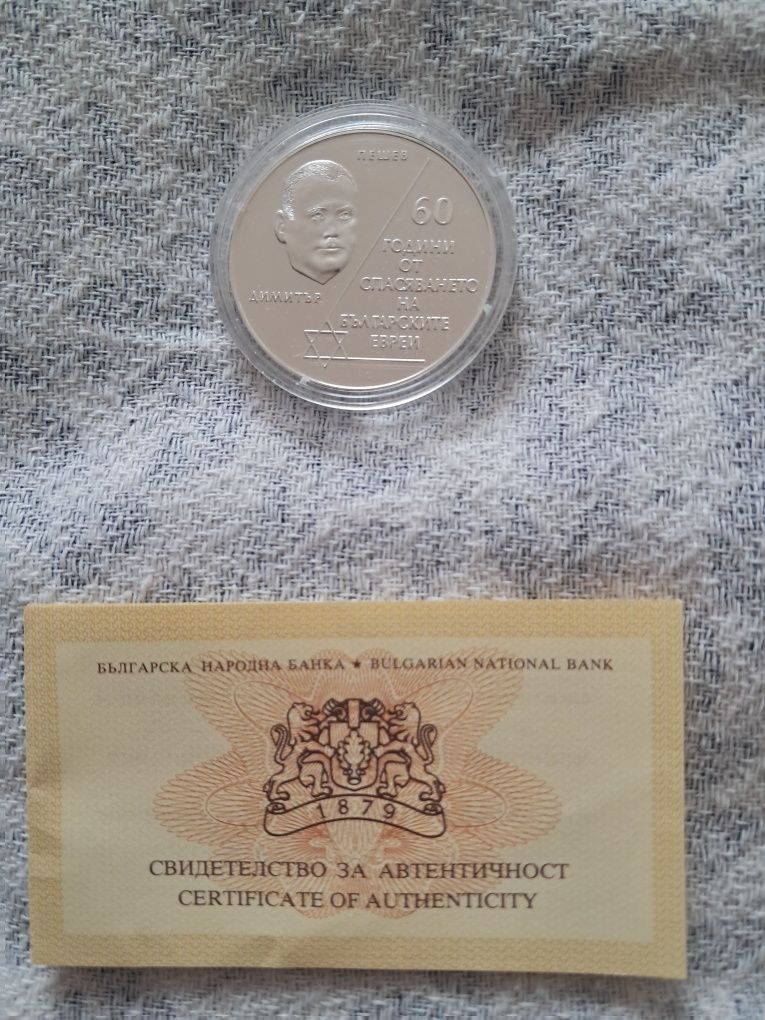 ПЕШЕВ
60
ГОДИНИ
ОТ
СПАСЯВАНЕТО
НА
БЪЛГАРСКИТЕ
ЕВРЕИ
ДИМИТЪР
БЪЛГАРСКА НАРОДНА БАНКА ★ BULGARIAN NATIONAL BANK
1879
СВИДЕТЕЛСТВО ЗА АВТЕНТИЧНОСТ
CERTIFICATE OF AUTHENTICITY